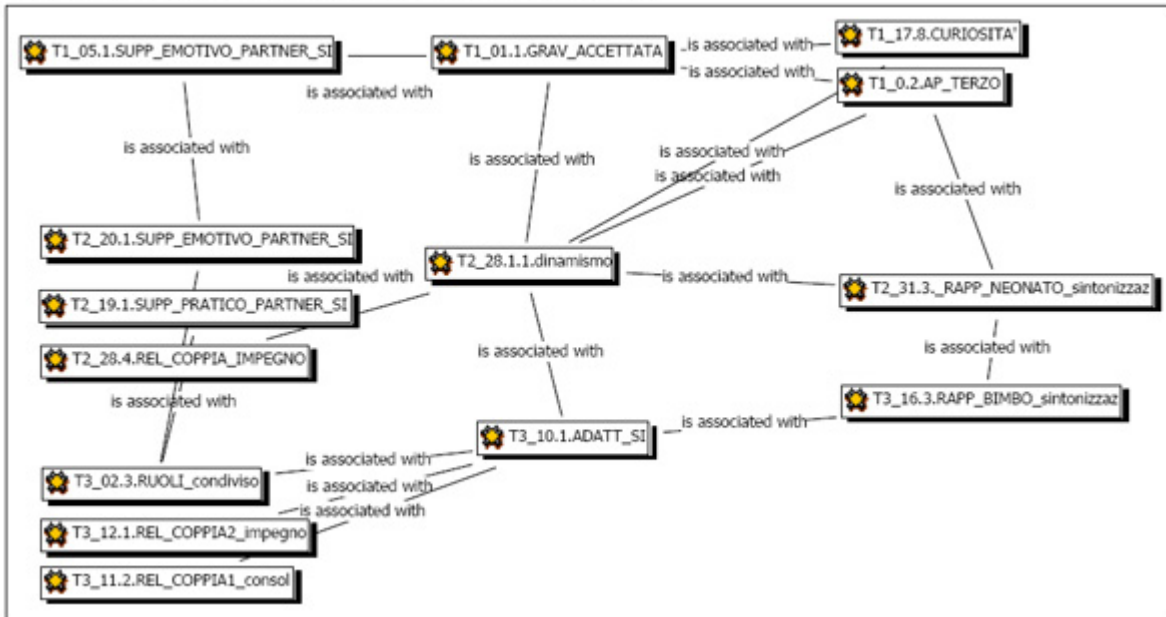 T1_05.1.SUPP_EMOTIVO_PARTNER_SI
T1_01.1.GRAV_ACCETTATA
is associated with
T1_17.8.CURIOSITA'
is associated with
T1_0.2.AP_TERZO
is associated with
is associated with
is associated with
is associated with
is associated with
is associated with
T2_20.1.SUPP_EMOTIVO_PARTNER_SI
T2_28.1.1.dinamismo
is associated with
is associated with
T2_31.3._RAPP_NEONATO_sintonizzaz
T2_19.1.SUPP_PRATICO_PARTNER_SI
T2_28.4.REL_COPPIA_IMPEGNO
is associated with
is associated with
is associated with
T3_16.3.RAPP_BIMBO_sintonizzaz
T3_10.1.ADATT_SI
is associated with
is associated with
T3_02.3.RUOLI_condiviso
is associated with
is associated with
T3_12.1.REL_COPPIA2_impegno
T3_11.2.REL_COPPIA1_consol